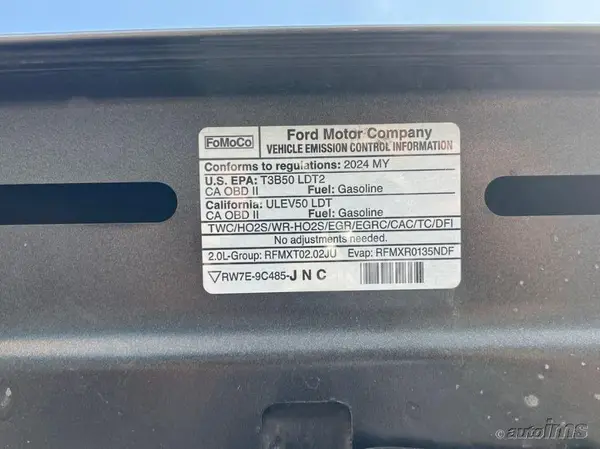 FoMoCo
Ford Motor Company
VEHICLE EMISSION CONTROL INFORMATION
Conforms to regulations: 2024 MY
U.S. EPA: T3B50 LDT2
CA OBD II Fuel: Gasoline
California: ULEV50 LDT
CA OBD II Fuel: Gasoline
TWC/HO2S/WR-HO2S/EGR/EGRC/CAC/TC/DFI
No adjustments needed.
2.0L-Group: RFMXT02.02JU Evap: RFMXR0135NDF
RW7E-9C485-JNC
© autoims